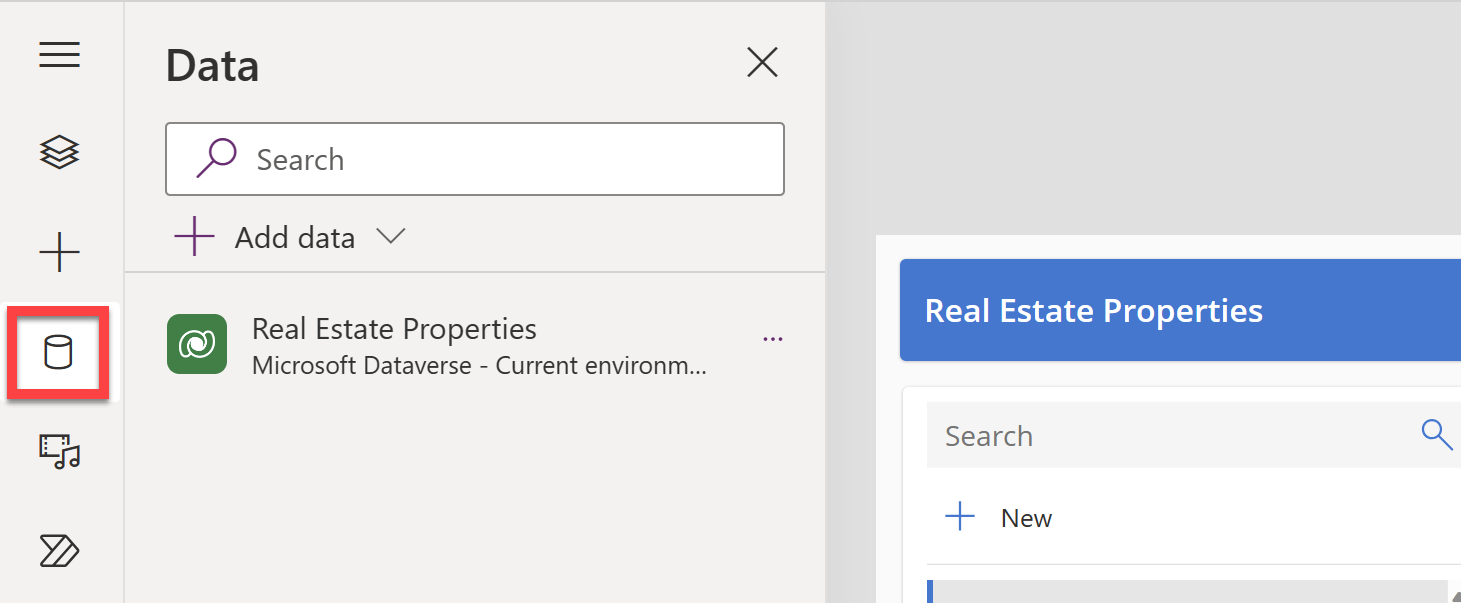 Data
Search
Add data
Real Estate Properties
Microsoft Dataverse - Current environm...
...
Real Estate Properties
Search
New